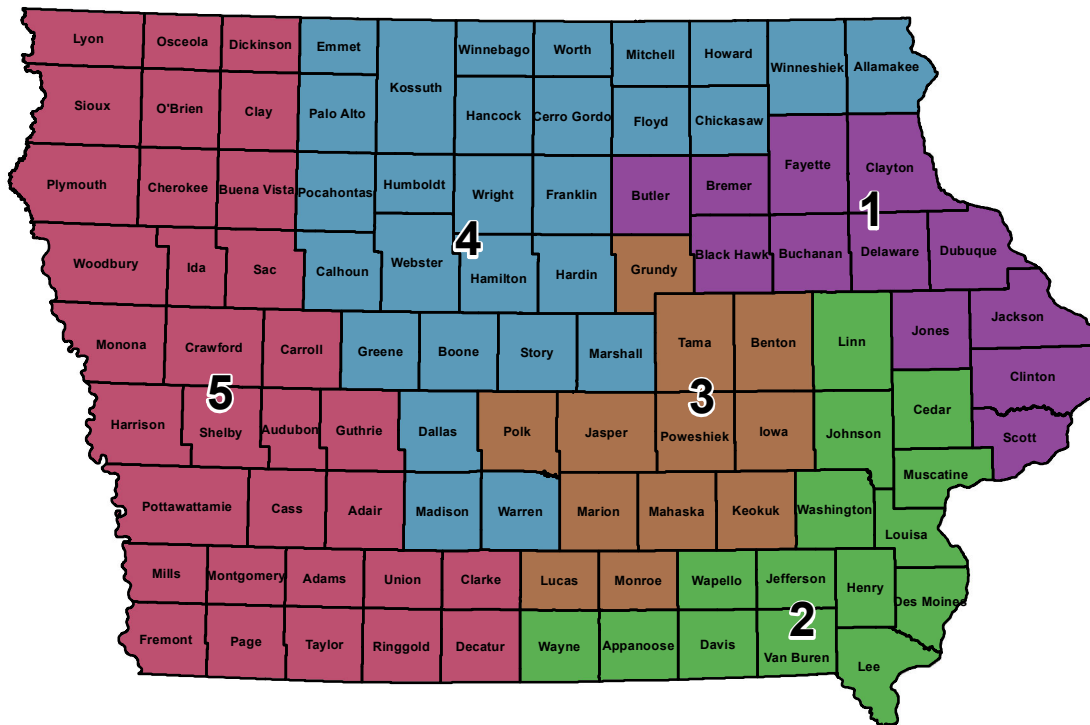 Lyon
Osceola
Dickinson
Emmet
Kossuth
Winnebago
Worth
Mitchell
Howard
Winneshiek
Allamakee
Sioux
O'Brien
Clay
Palo Alto
Hancock
Cerro Gordo
Floyd
Chickasaw
Fayette
Clayton
Plymouth
Cherokee
Buena Vista
Pocahontas
Humboldt
Wright
Franklin
Butler
Bremer
1
4
Woodbury
Ida
Sac
Calhoun
Webster
Hamilton
Hardin
Grundy
Black Hawk
Buchanan
Delaware
Dubuque
Monona
Crawford
Carroll
Greene
Boone
Story
Marshall
Tama
Benton
Linn
Jones
Jackson
Clinton
5
3
Harrison
Shelby
Audubon
Guthrie
Dallas
Polk
Jasper
Poweshiek
Iowa
Johnson
Cedar
Scott
Muscatine
Pottawattamie
Cass
Adair
Madison
Warren
Marion
Mahaska
Keokuk
Washington
Louisa
Mills
Montgomery
Adams
Union
Clarke
Lucas
Monroe
Wapello
Jefferson
Henry
Des Moines
2
Fremont
Page
Taylor
Ringgold
Decatur
Wayne
Appanoose
Davis
Van Buren
Lee